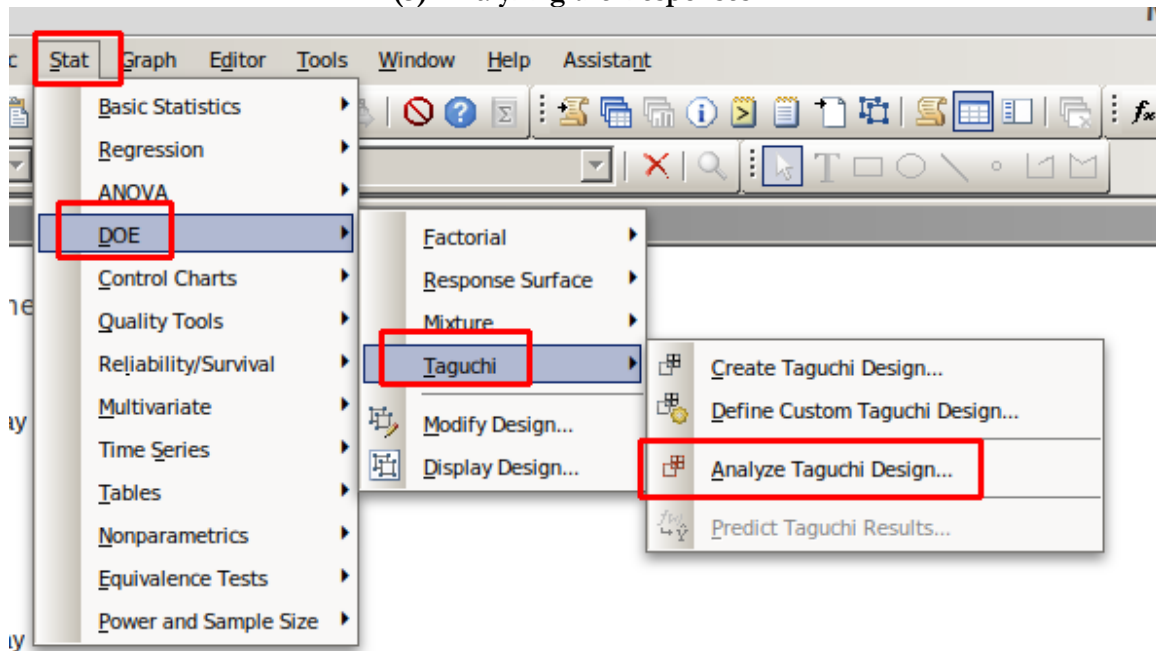 Stat Graph Editor Tools Window Help Assistant
Basic Statistics
Regression
ANOVA
DOE
Control Charts
Quality Tools
Reliability/Survival
Multivariate
Time Series
Tables
Nonparametrics
Equivalence Tests
Power and Sample Size
Factorial
Response Surface
Mixture
Taguchi
Modify Design...
Display Design...
Create Taguchi Design...
Define Custom Taguchi Design...
Analyze Taguchi Design...
Predict Taguchi Results...